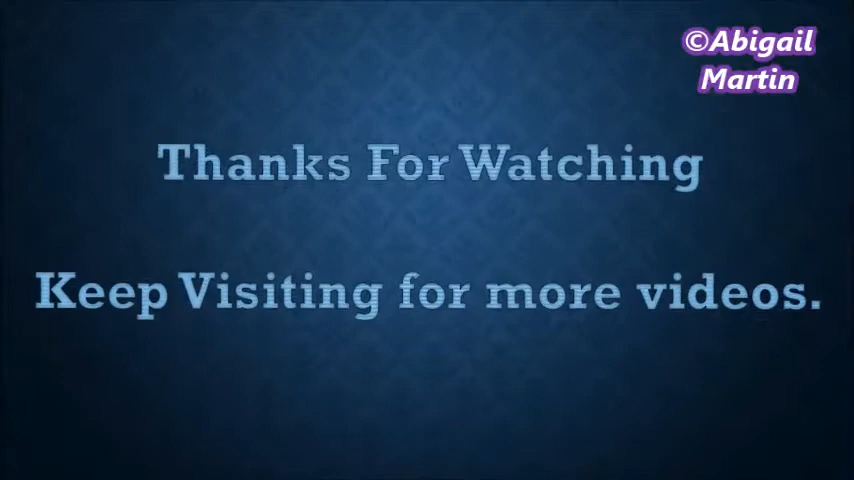 ©Abigail
Martin
Thanks For Watching
Keep Visiting for more videos.